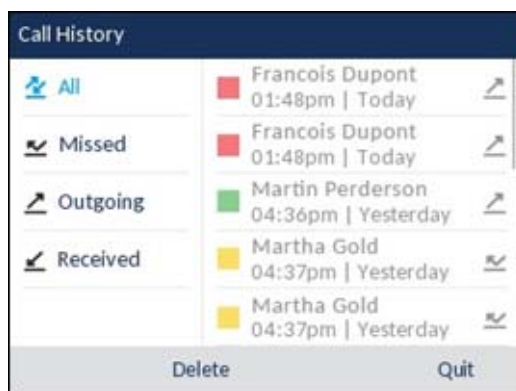 Call History
All
Missed
Outgoing
Received
Francois Dupont
01:48pm | Today
Francois Dupont
01:48pm | Today
Martin Perderson
04:36pm | Yesterday
Martha Gold
04:37pm | Yesterday
Martha Gold
04:37pm | Yesterday
Delete
Quit